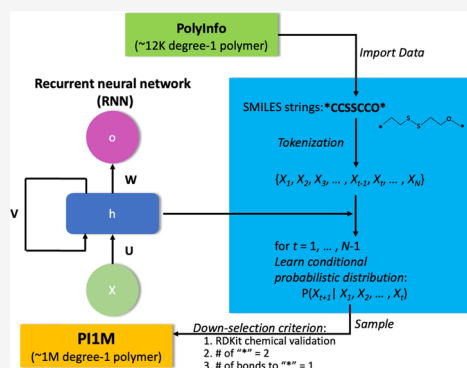 PolyInfo
(~12K degree-1 polymer)
Import Data
Recurrent neural network
(RNN)
SMILES strings:*CCSSCCO*
S
S
O
*
*
Tokenization
O
W
{X1, X2, X3, … , Xt-1, Xt, … , XN}
V
h
U
for t = 1, … , N-1
Learn conditional
probabilistic distribution:
P(Xt+1| X1, X2, … , Xt)
X
Sample
PI1M
(~1M degree-1 polymer)
Down-selection criterion:
1. RDKit chemical validation
2. # of "*" = 2
3. # of bonds to "*" = 1